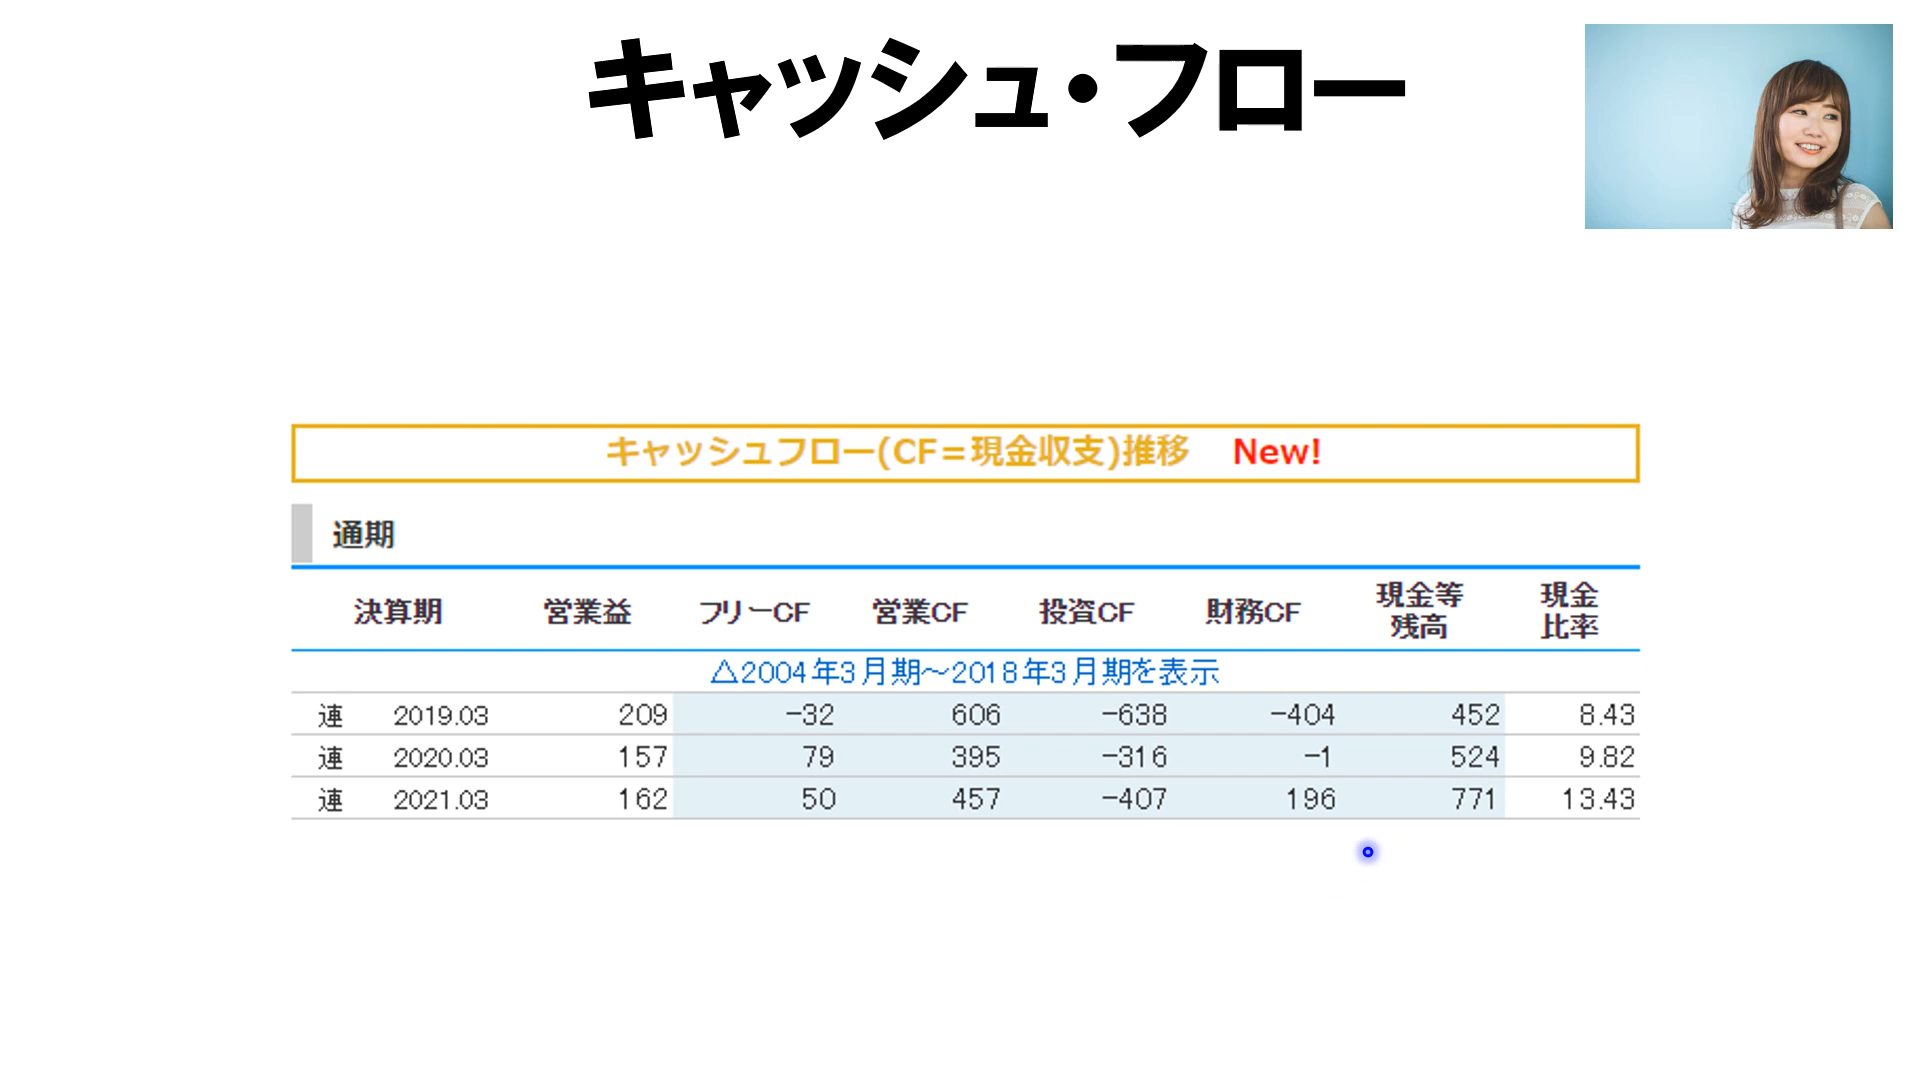 キャッシュ・フロー
キャッシュフロー(CF=現金収支)推移 New!
通期
決算期 営業益 フリーCF 営業CF 投資CF 財務CF 現金等残高 現金比率
△2004年3月期～2018年3月期を表示
連 2019.03 209 -32 606 -638 -404 452 8.43
連 2020.03 157 79 395 -316 -1 524 9.82
連 2021.03 162 50 457 -407 196 771 13.43